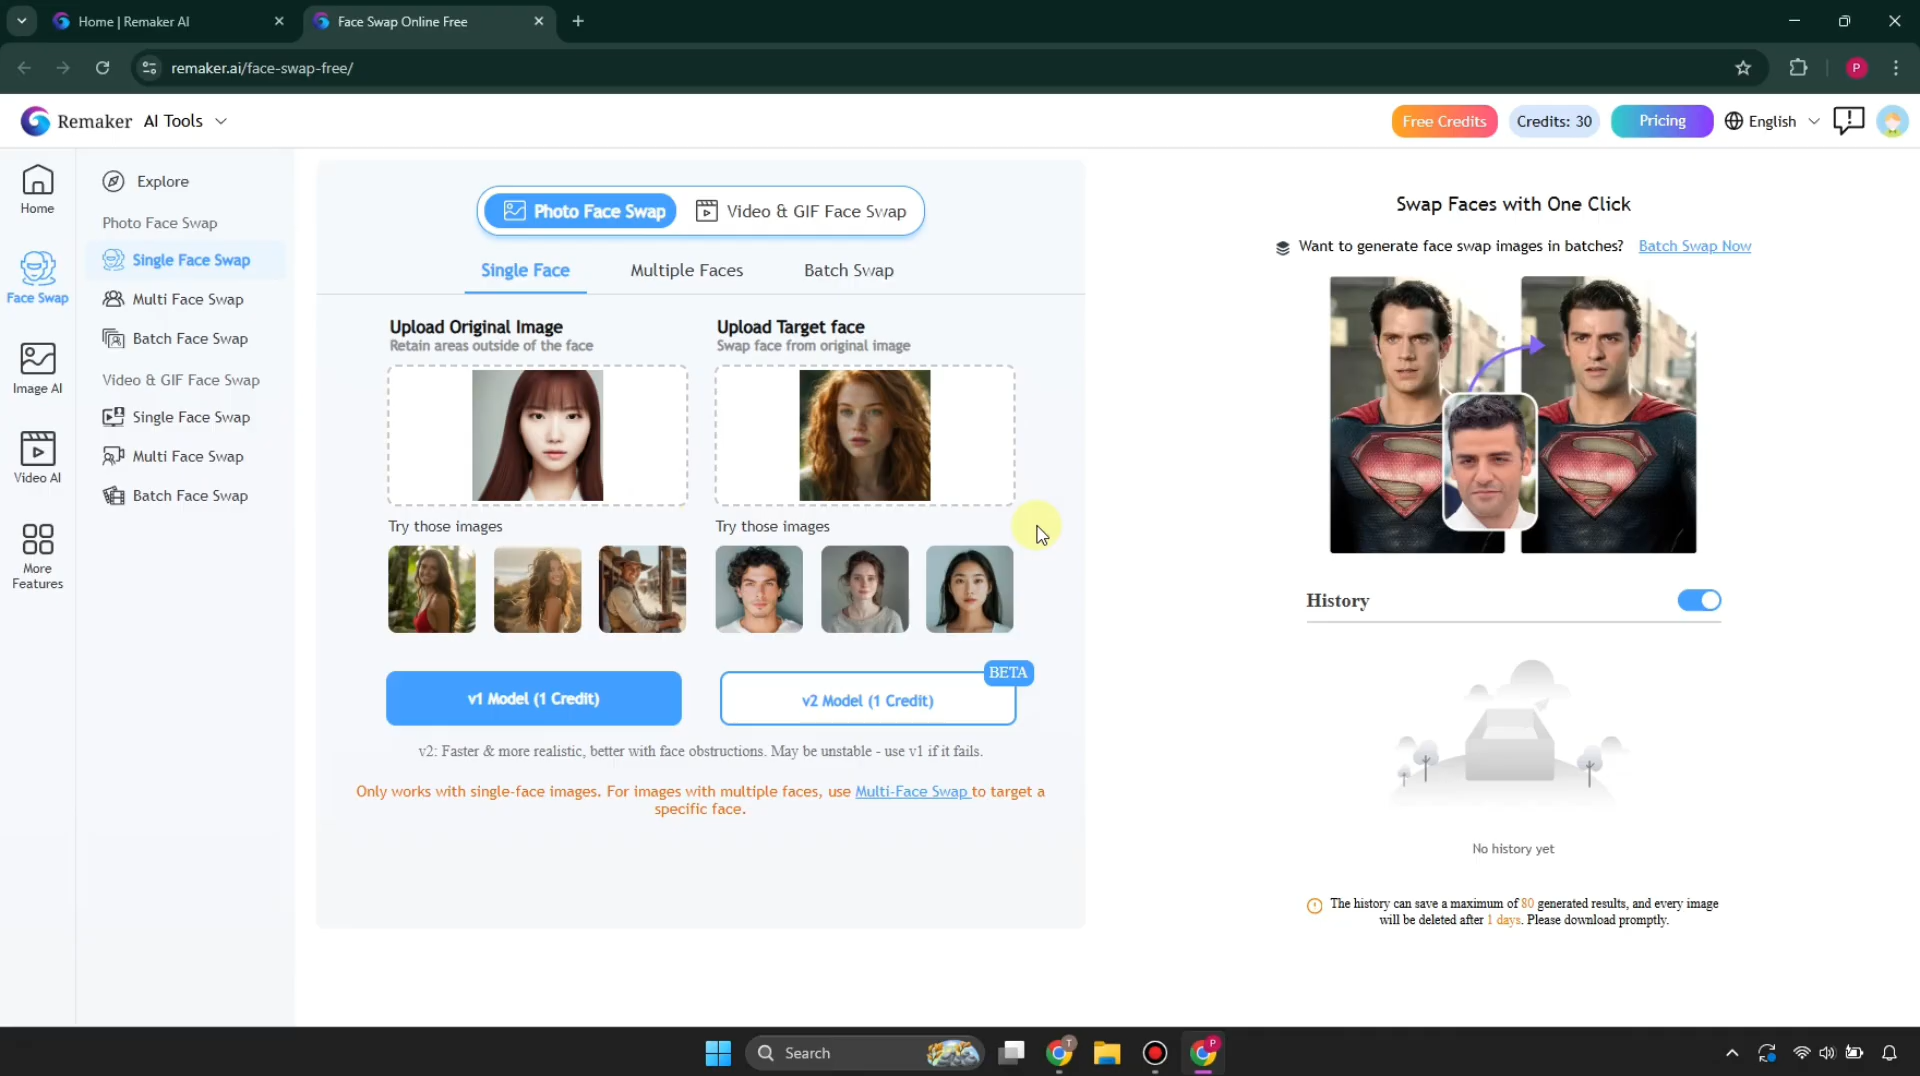 Home | Remaker AI
Face Swap Online Free
remaker.ai/face-swap-free/
P
Remaker
AI Tools
Free Credits
Credits: 30
Pricing
English
Home
Face Swap
Image AI
Video AI
More
Features
Explore
Photo Face Swap
Single Face Swap
Multi Face Swap
Batch Face Swap
Video & GIF Face Swap
Single Face Swap
Multi Face Swap
Batch Face Swap
Photo Face Swap
Video & GIF Face Swap
Single Face
Multiple Faces
Batch Swap
Upload Original Image
Retain areas outside of the face
Upload Target face
Swap face from original image
Try those images
Try those images
v1 Model (1 Credit)
v2 Model (1 Credit)
BETA
v2: Faster & more realistic, better with face obstructions. May be unstable - use v1 if it fails.
Only works with single-face images. For images with multiple faces, use Multi-Face Swap to target a
specific face.
Swap Faces with One Click
Want to generate face swap images in batches? Batch Swap Now
History
No history yet
The history can save a maximum of 80 generated results, and every image
will be deleted after 1 days. Please download promptly.
Search
T
P